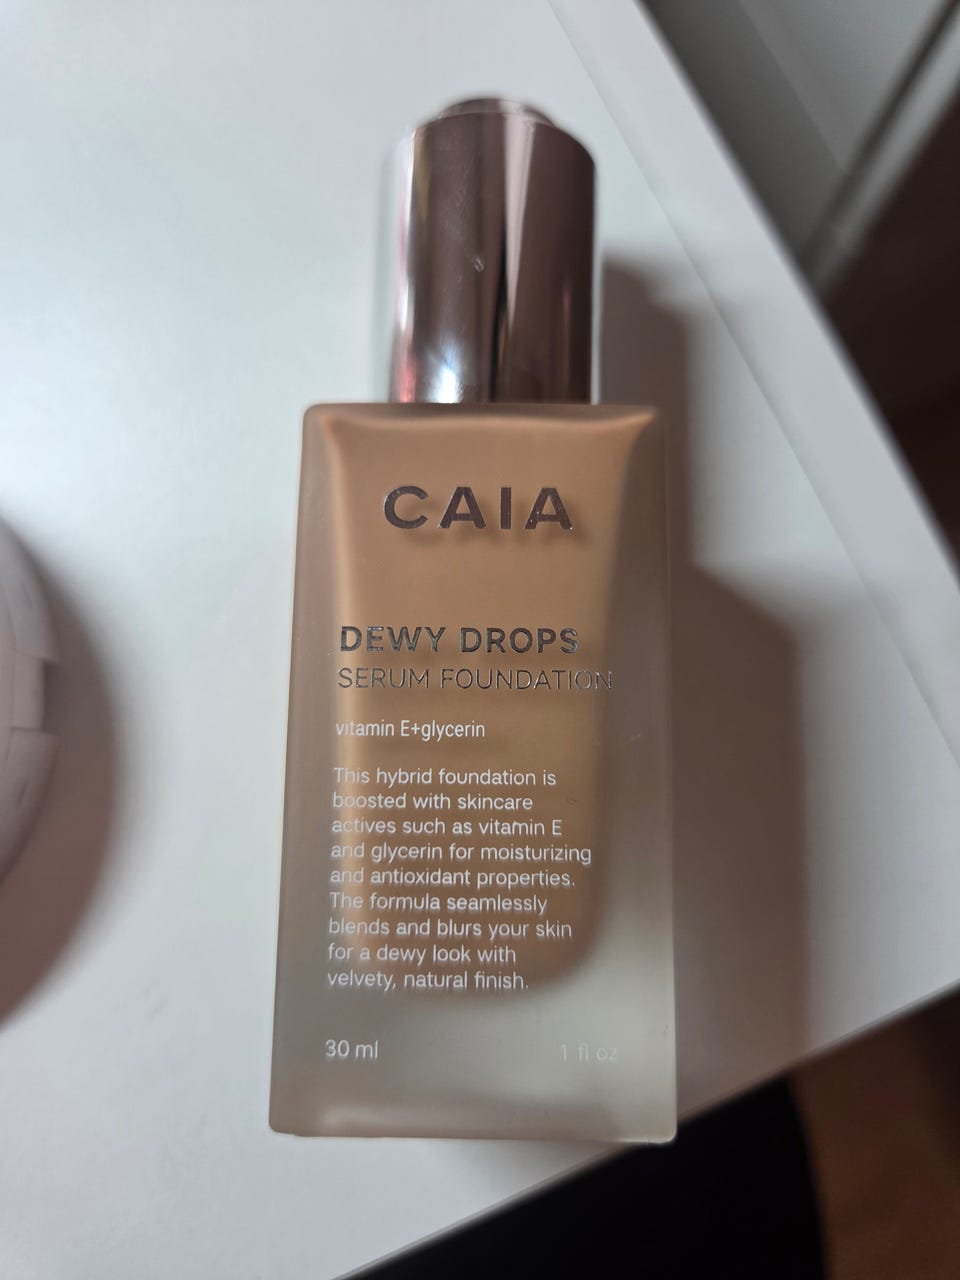 CAIA
DEWY DROPS
SERUM FOUNDATION
vitamin E+glycerin
This hybrid foundation is
boosted with skincare
actives such as vitamin E
and glycerin for moisturizing
and antioxidant properties.
The formula seamlessly
blends and blurs your skin
for a dewy look with
velvety, natural finish.
30 ml 1 fl oz